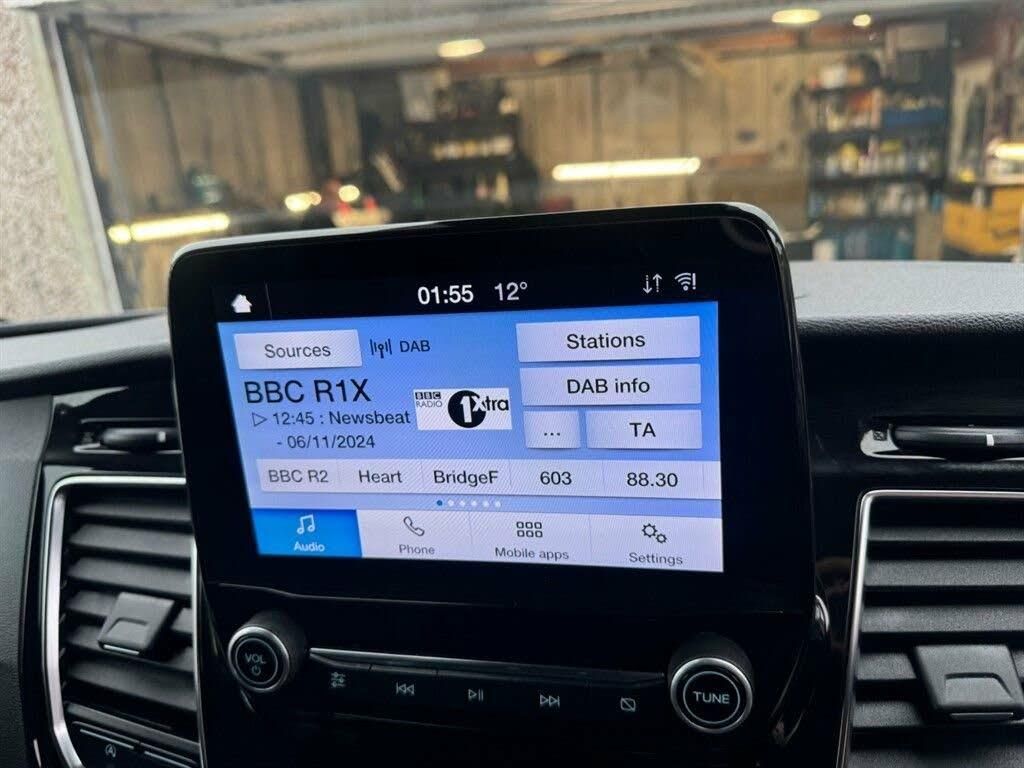 01:55 12°
Sources DAB Stations
BBC R1X
BBC
RADIO 1Xtra
DAB info
▷ 12:45 : Newsbeat
- 06/11/2024
... TA
BBC R2 Heart BridgeF 603 88.30
Audio Phone Mobile apps Settings
VOL
TUNE
A